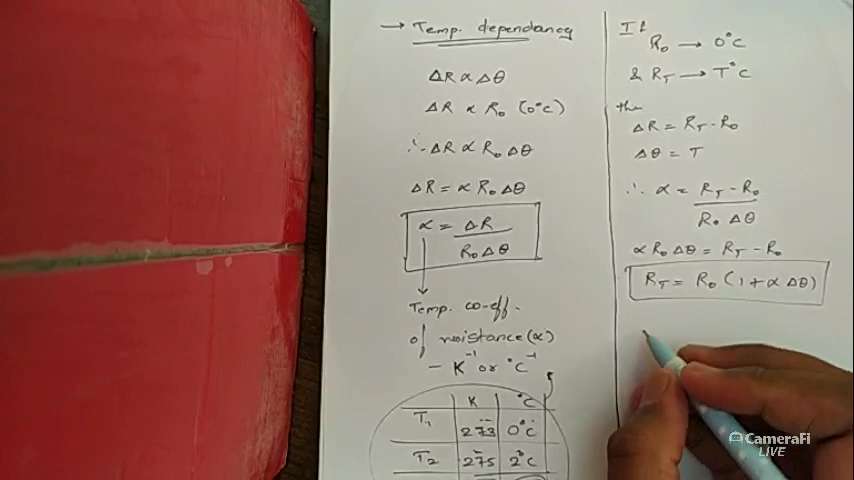 → Temp. dependancy
ΔR ∝ Δθ
ΔR ∝ R₀ (0°C)
∴ ΔR ∝ R₀ Δθ
ΔR = ∝ R₀ Δθ
∝ = ΔR
R₀ Δθ
Temp. co-eff.
of resistance (∝)
– K⁻¹ or °C⁻¹
K °C
T₁ 273 0°C
T₂ 275 2°C
If
R₀ → 0°C
& R_T → T°C
then
ΔR = R_T - R₀
Δθ = T
∴ ∝ = R_T - R₀
R₀ Δθ
∝ R₀ Δθ = R_T - R₀
R_T = R₀ (1 + ∝ Δθ)
CameraFi
LIVE